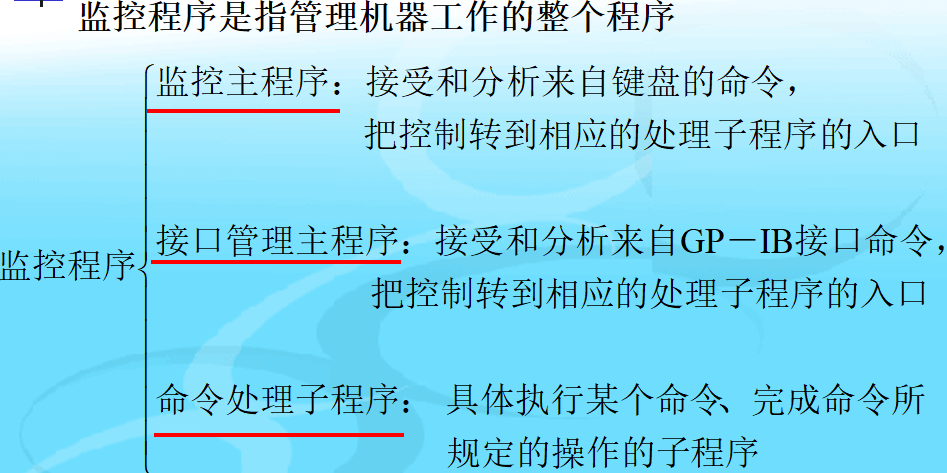 监控程序是指管理机器工作的整个程序
监控主程序：接受和分析来自键盘的命令，
把控制转到相应的处理子程序的入口
接口管理主程序：接受和分析来自GP－IB接口命令，
监控程序
把控制转到相应的处理子程序的入口
命令处理子程序： 具体执行某个命令、完成命令所
规定的操作的子程序